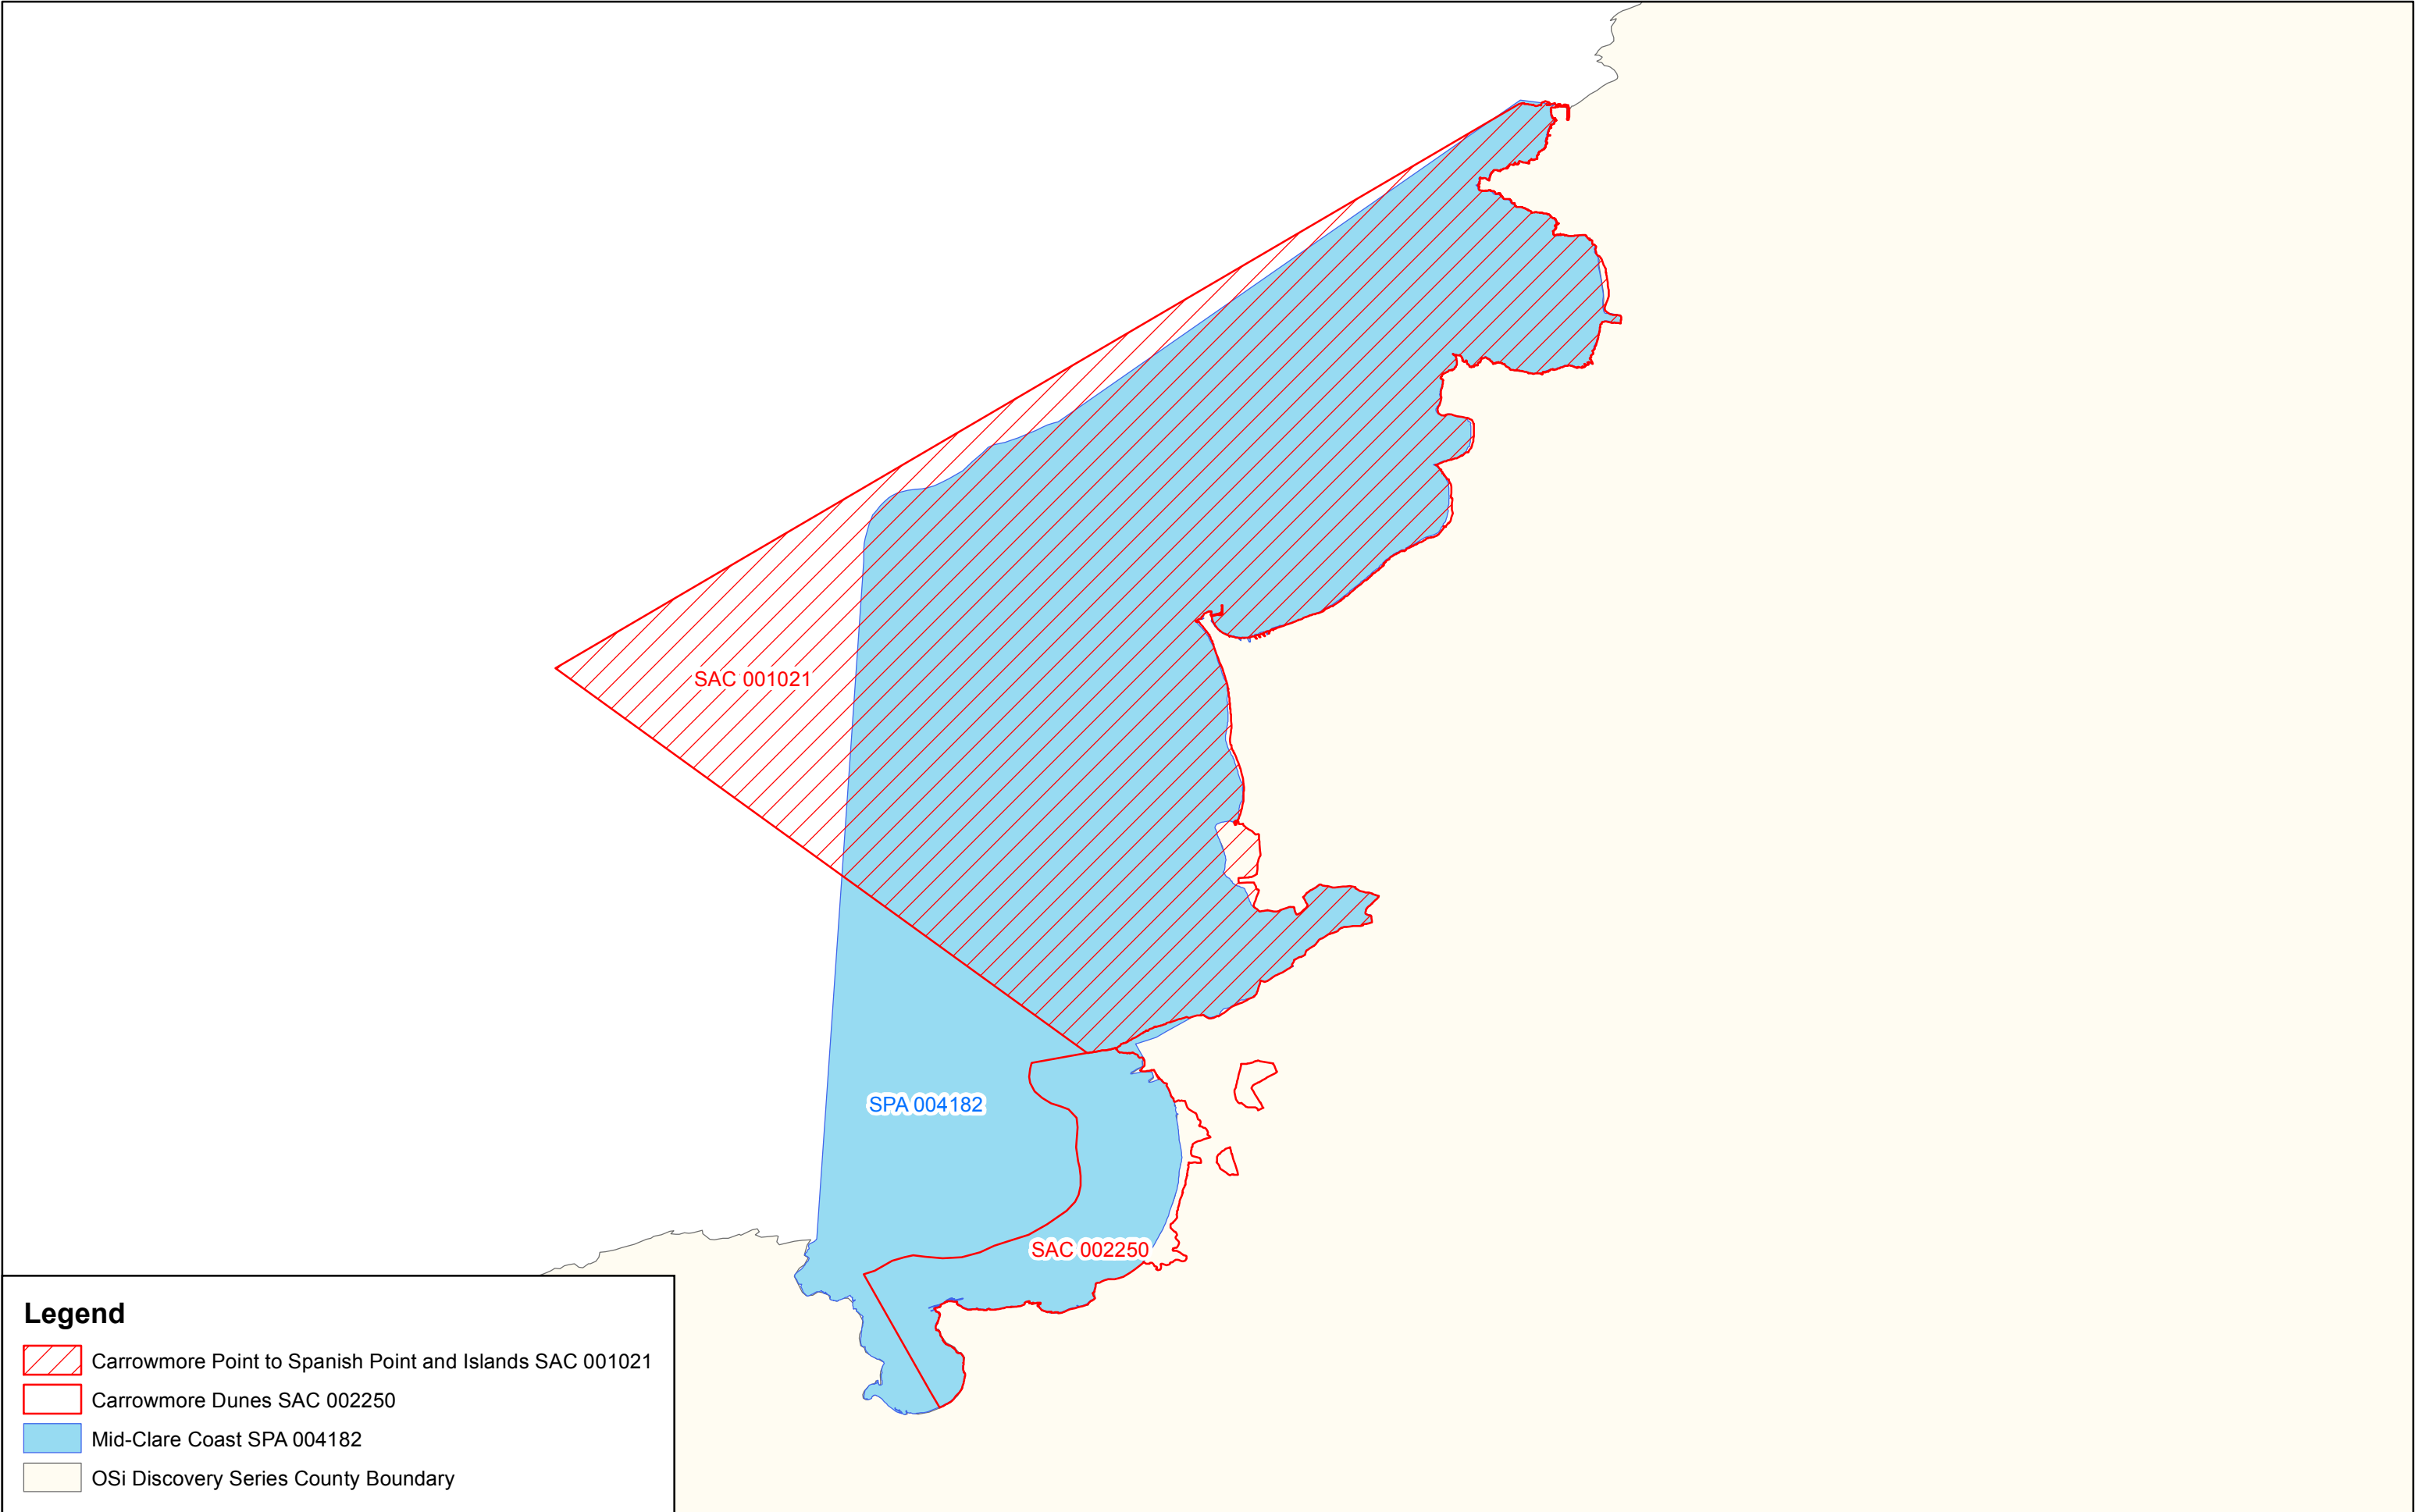 SAC 001021
SPA 004182
SAC 002250
Legend
Carrowmore Point to Spanish Point and Islands SAC 001021
Carrowmore Dunes SAC 002250
Mid-Clare Coast SPA 004182
OSi Discovery Series County Boundary